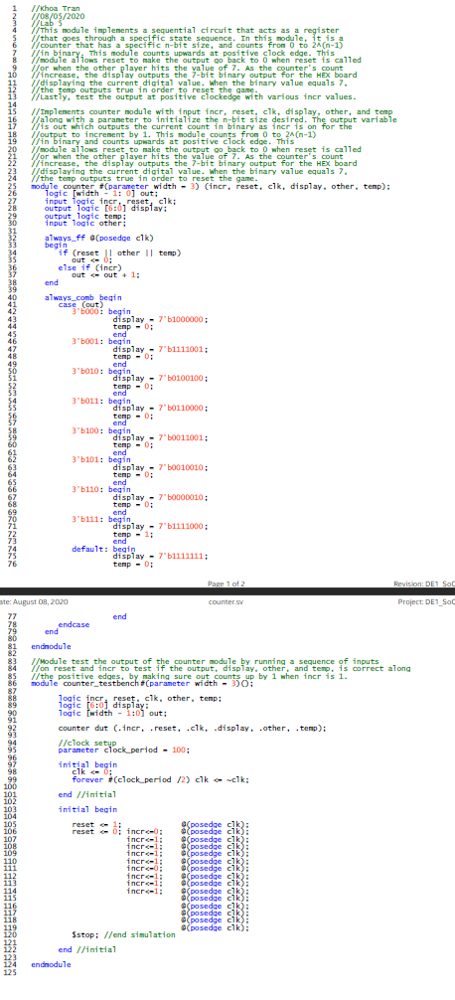 1 //Khoa Tran
2 //08/05/2020
3 //Lab 5
4 //This module implements a sequential circuit that acts as a register
5 //that goes through a specific state sequence. In this module, it is a
6 //counter that has a specific n-bit size, and counts from 0 to 2^(n-1)
7 //in binary. This module counts upwards at positive clock edge. This
8 //module allows reset to make the output go back to 0 when reset is called
9 //or when the other player hits the value of 7. As the counter's count
10 //increase, the display outputs the 7-bit binary output for the HEX board
11 //displaying the current digital value. When the binary value equals 7,
12 //the temp outputs true in order to reset the game.
13 //Lastly, test the output at positive clockedge with various incr values.
14
15 //Implements counter module with input incr, reset, clk, display, other, and temp
16 //along with a parameter to initialize the n-bit size desired. The output variable
17 //is out which outputs the current count in binary as incr is on for the
18 //output to increment by 1. This module counts from 0 to 2^(n-1)
19 //in binary and counts upwards at positive clock edge. This
20 //module allows reset to make the output go back to 0 when reset is called
21 //or when the other player hits the value of 7. As the counter's count
22 //increase, the display outputs the 7-bit binary output for the HEX board
23 //displaying the current digital value. When the binary value equals 7,
24 //the temp outputs true in order to reset the game.
25 module counter #(parameter width = 3) (incr, reset, clk, display, other, temp);
26 logic [width - 1: 0] out;
27 input logic incr, reset, clk;
28 output logic [6:0] display;
29 output logic temp;
30 input logic other;
31
32 always_ff @(posedge clk)
33 begin
34 if (reset || other || temp)
35 out <= 0;
36 else if (incr)
37 out <= out + 1;
38 end
39
40 always_comb begin
41 case (out)
42 3'b000: begin
43 display = 7'b1000000;
44 temp = 0;
45 end
46 3'b001: begin
47 display = 7'b1111001;
48 temp = 0;
49 end
50 3'b010: begin
51 display = 7'b0100100;
52 temp = 0;
53 end
54 3'b011: begin
55 display = 7'b0110000;
56 temp = 0;
57 end
58 3'b100: begin
59 display = 7'b0011001;
60 temp = 0;
61 end
62 3'b101: begin
63 display = 7'b0010010;
64 temp = 0;
65 end
66 3'b110: begin
67 display = 7'b0000010;
68 temp = 0;
69 end
70 3'b111: begin
71 display = 7'b1111000;
72 temp = 1;
73 end
74 default: begin
75 display = 7'b1111111;
76 temp = 0;
Page 1 of 2 Revision: DE1_SoC
ate: August 08, 2020 counter.sv Project: DE1_SoC
77 end
78 endcase
79 end
80
81 endmodule
82
83 //Module test the output of the counter module by running a sequence of inputs
84 //on reset and incr to test if the output, display, other, and temp, is correct along
85 //the positive edges, by making sure out counts up by 1 when incr is 1.
86 module counter_testbench#(parameter width = 3)();
87
88 logic incr, reset, clk, other, temp;
89 logic [6:0] display;
90 logic [width - 1:0] out;
91
92 counter dut (.incr, .reset, .clk, .display, .other, .temp);
93
94 //clock setup
95 parameter clock_period = 100;
96
97 initial begin
98 clk <= 0;
99 forever #(clock_period /2) clk <= ~clk;
100
101 end //initial
102
103 initial begin
104
105 reset <= 1; @(posedge clk);
106 reset <= 0; incr<=0; @(posedge clk);
107 incr<=1; @(posedge clk);
108 incr<=1; @(posedge clk);
109 incr<=1; @(posedge clk);
110 incr<=1; @(posedge clk);
111 incr<=0; @(posedge clk);
112 incr<=1; @(posedge clk);
113 incr<=1; @(posedge clk);
114 incr<=1; @(posedge clk);
115 @(posedge clk);
116 @(posedge clk);
117 @(posedge clk);
118 @(posedge clk);
119 @(posedge clk);
120 $stop; //end simulation
121
122 end //initial
123
124 endmodule
125